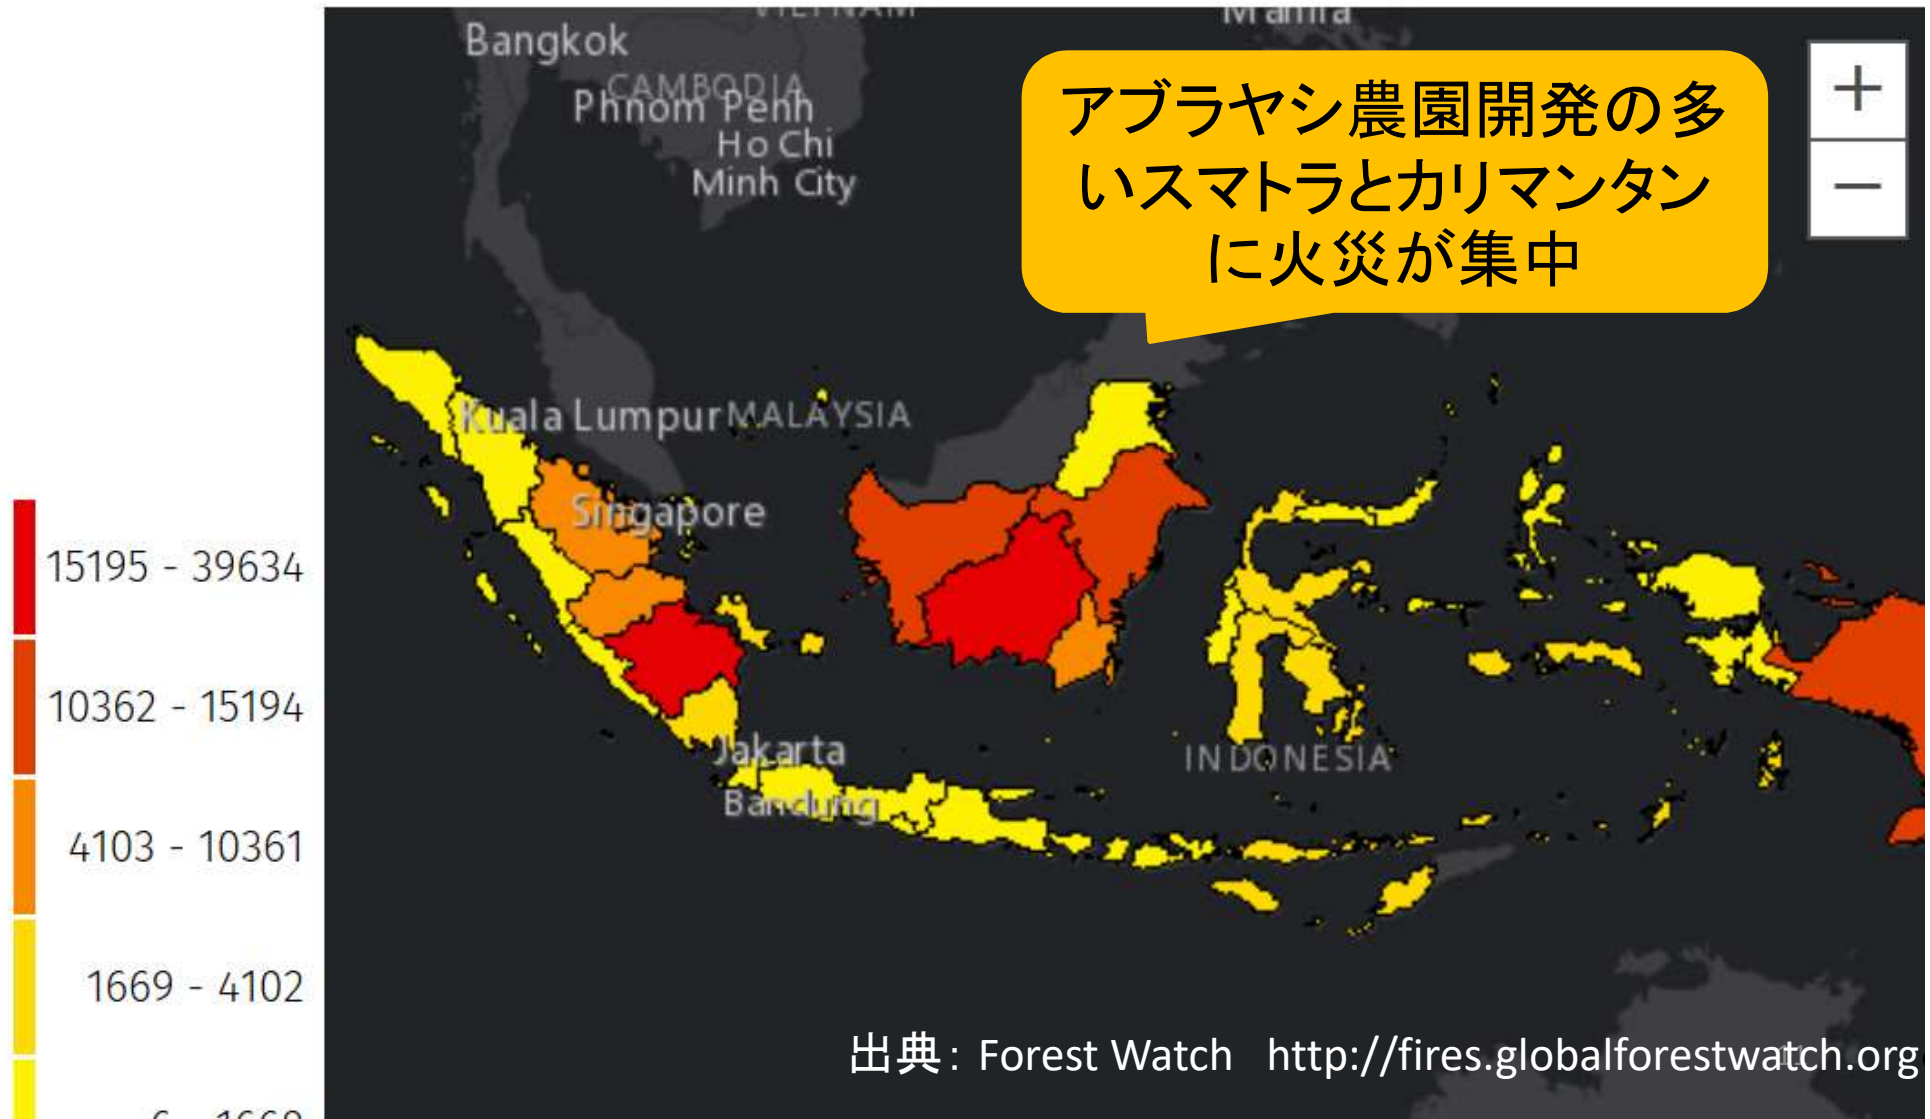 Bangkok
CAMBODIA
Phnom Penh
Ho Chi
Minh City
アブラヤシ農園開発の多
いスマトラとカリマンタン
に火災が集中
+
−
Kuala Lumpur
MALAYSIA
Singapore
15195 - 39634
10362 - 15194
4103 - 10361
1669 - 4102
Jakarta
Bandung
INDONESIA
出典： Forest Watch http://fires.globalforestwatch.org
11